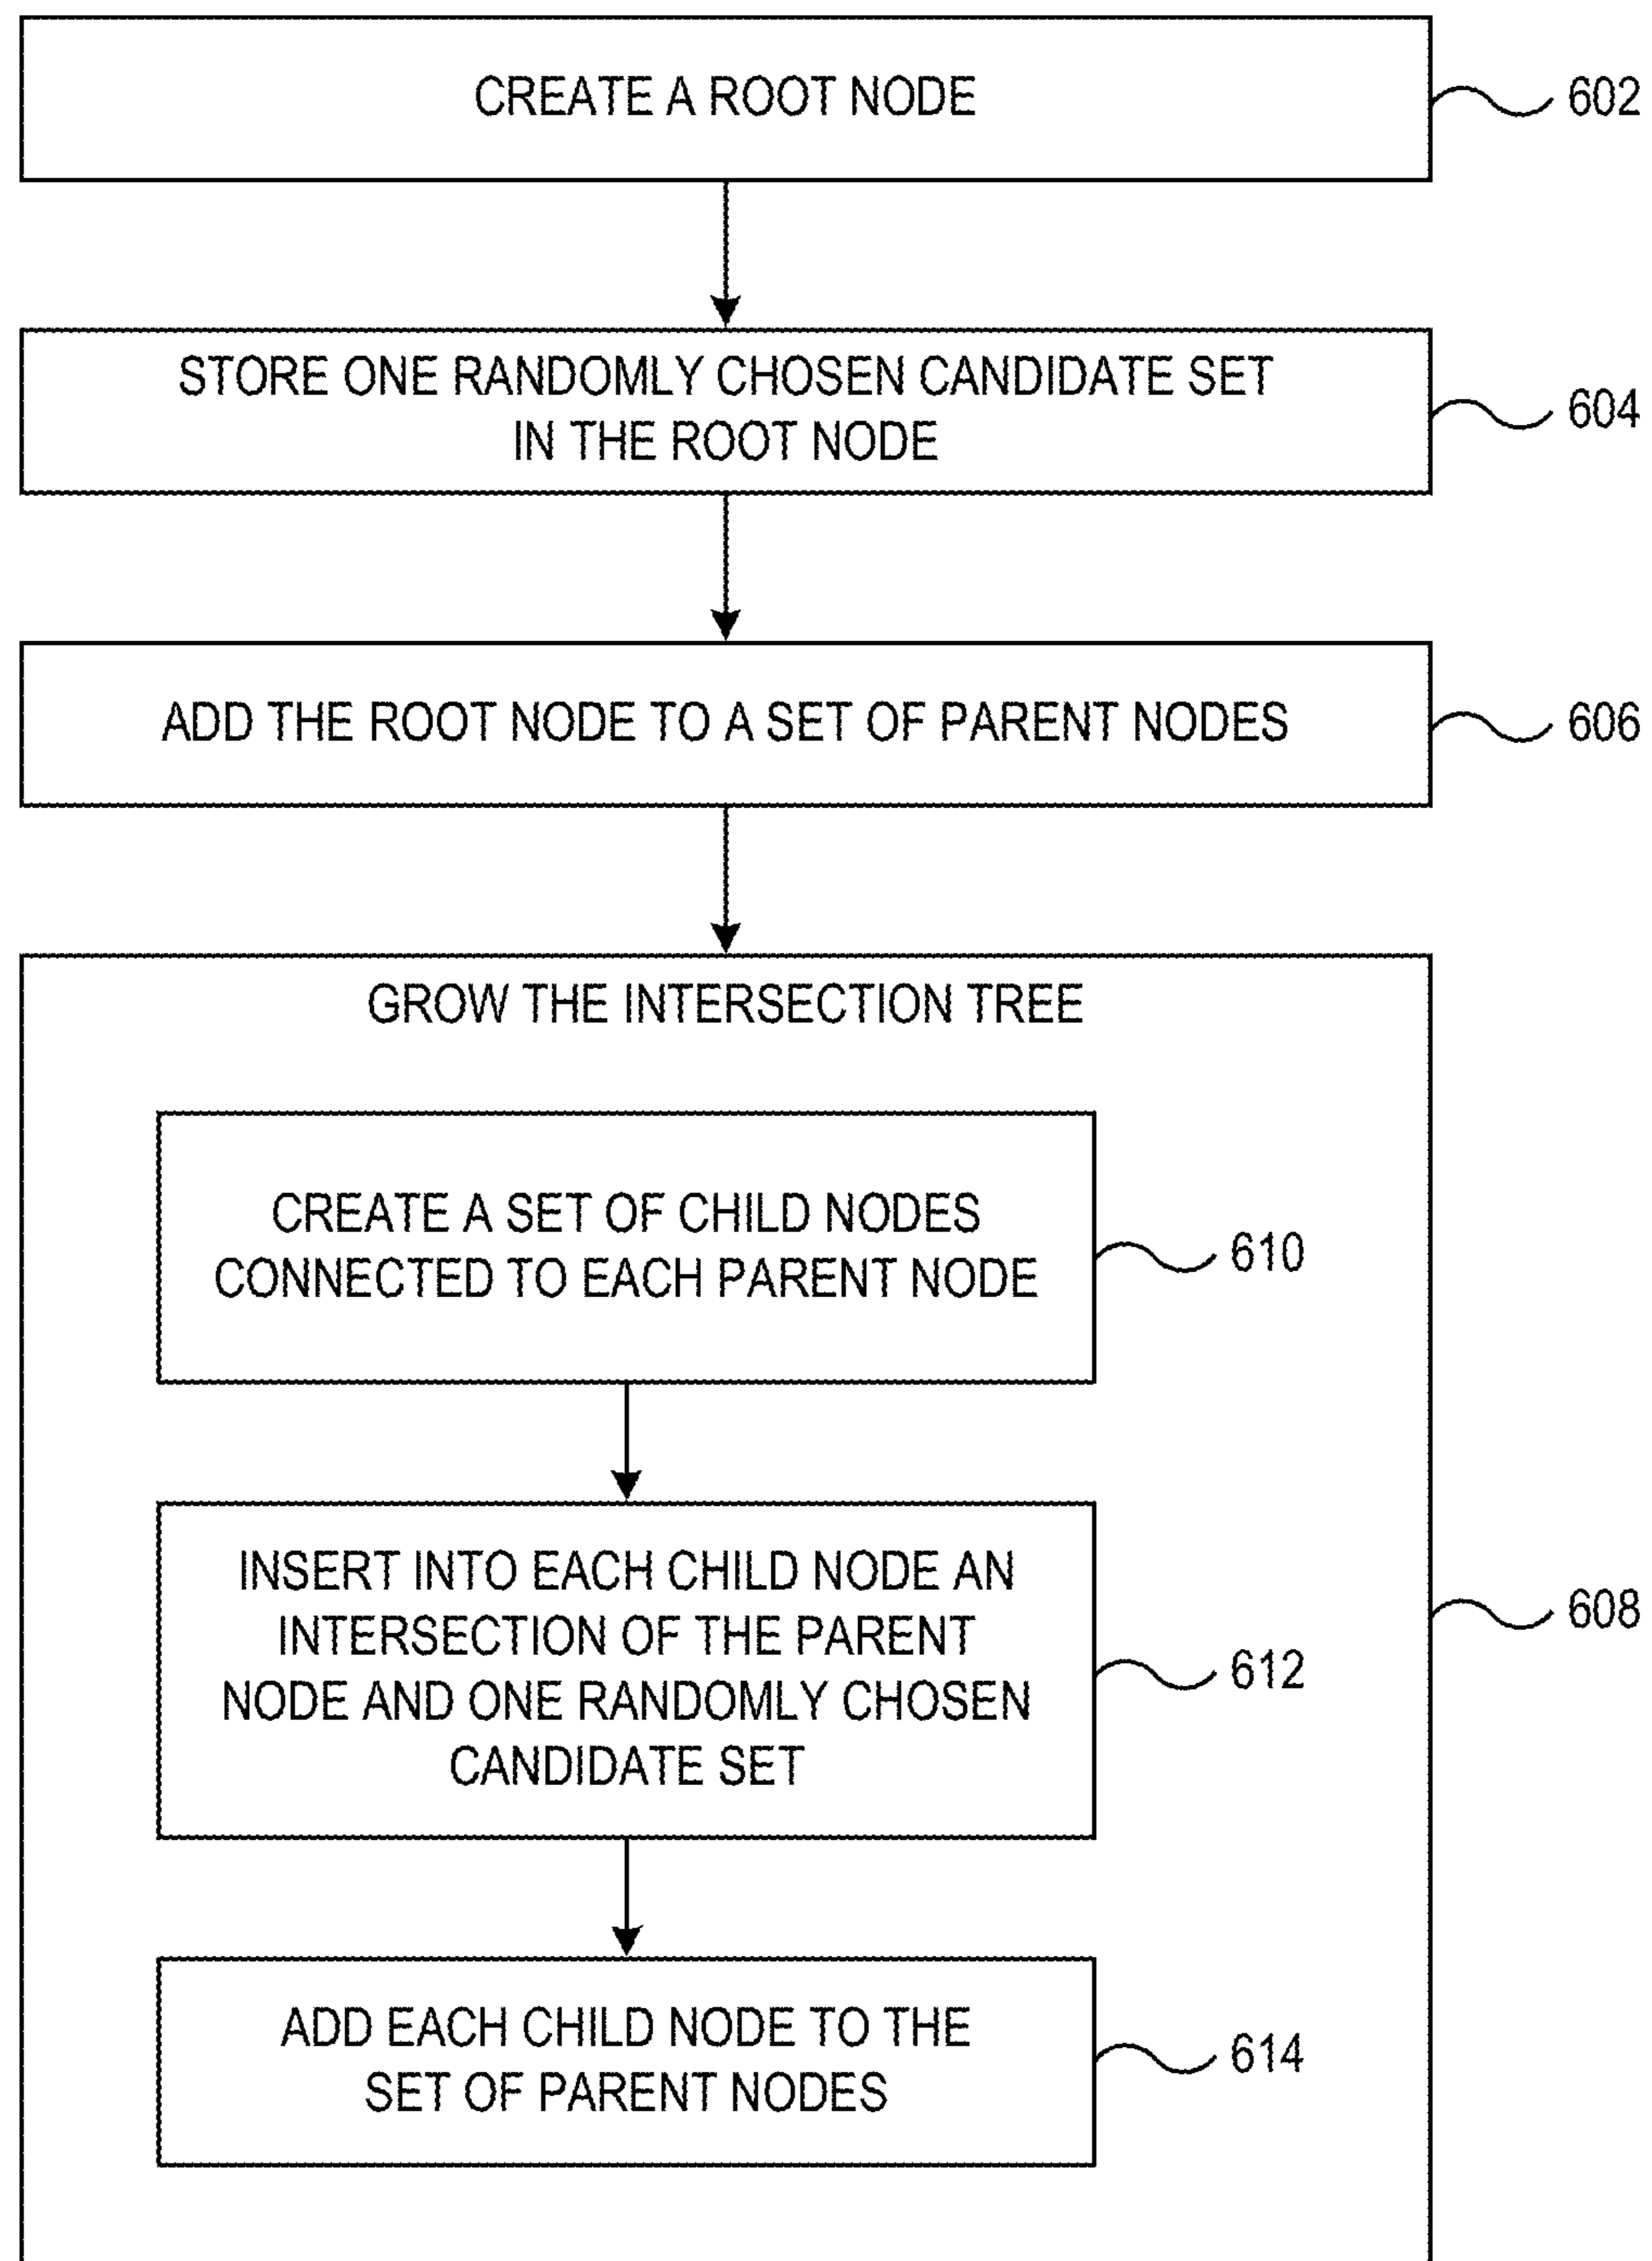 CREATE A ROOT NODE
602
STORE ONE RANDOMLY CHOSEN CANDIDATE SET
IN THE ROOT NODE
604
ADD THE ROOT NODE TO A SET OF PARENT NODES
606
GROW THE INTERSECTION TREE
CREATE A SET OF CHILD NODES
CONNECTED TO EACH PARENT NODE
610
INSERT INTO EACH CHILD NODE AN
INTERSECTION OF THE PARENT
NODE AND ONE RANDOMLY CHOSEN
CANDIDATE SET
612
608
ADD EACH CHILD NODE TO THE
SET OF PARENT NODES
614